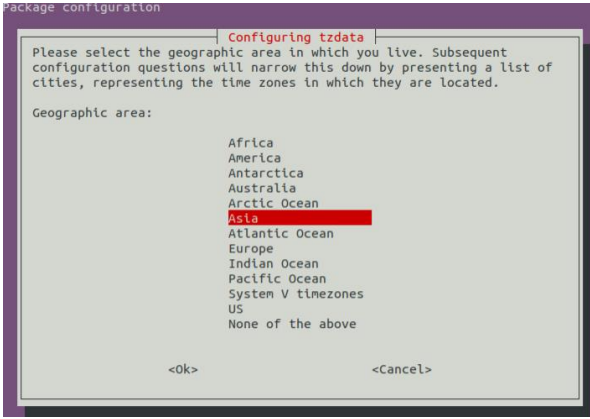 Package configuration
Configuring tzdata
Please select the geographic area in which you live. Subsequent
configuration questions will narrow this down by presenting a list of
cities, representing the time zones in which they are located.
Geographic area:
Africa
America
Antarctica
Australia
Arctic Ocean
Asia
Atlantic Ocean
Europe
Indian Ocean
Pacific Ocean
System V timezones
US
None of the above
<Ok> <Cancel>